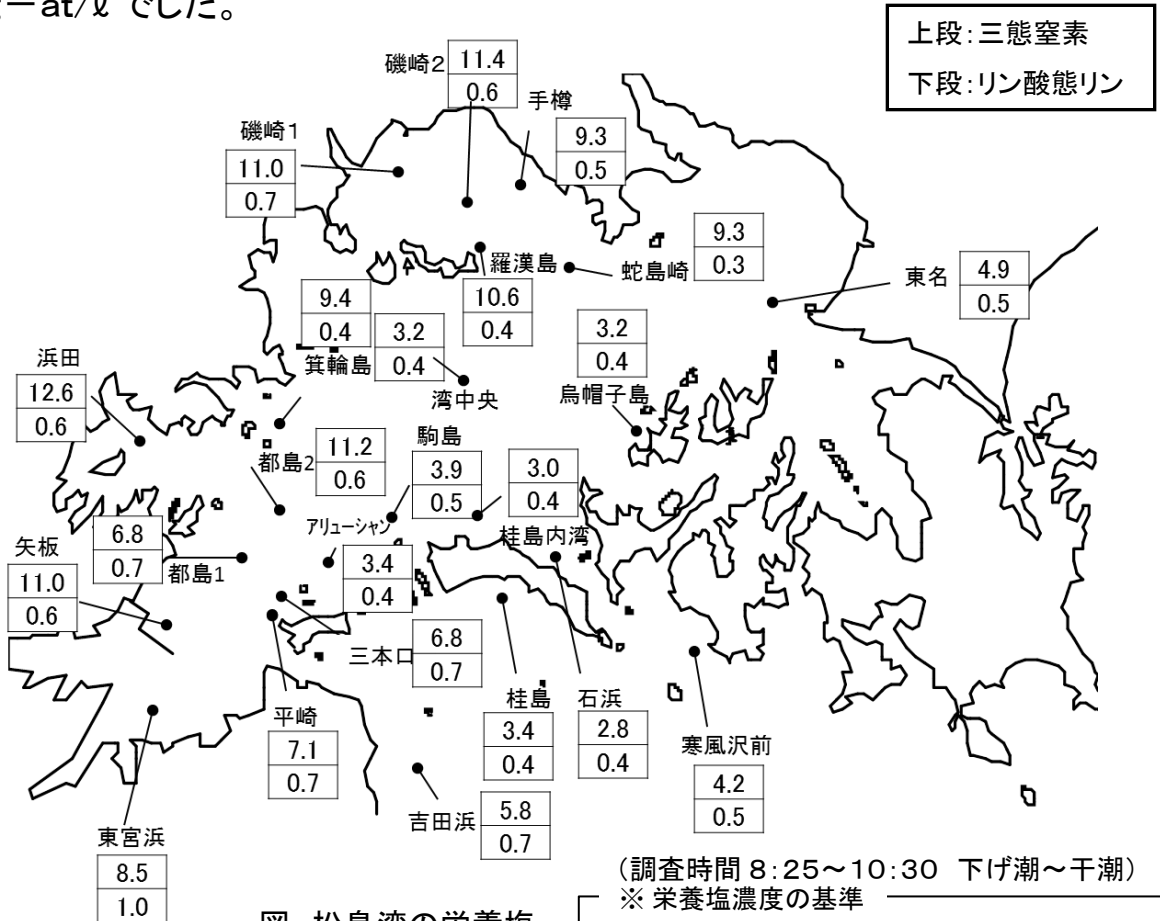 －at/ℓ でした。
上段：三態窒素
下段：リン酸態リン
磯崎２
11.4
0.6
手樽
9.3
0.5
磯崎1
11.0
0.7
9.3
0.3
蛇島崎
羅漢島
10.6
0.4
東名
4.9
0.5
9.4
0.4
箕輪島
3.2
0.4
湾中央
3.2
0.4
烏帽子島
浜田
12.6
0.6
都島2
11.2
0.6
駒島
3.9
0.5
3.0
0.4
桂島内湾
アリューシャン
3.4
0.4
6.8
0.7
都島1
矢板
11.0
0.6
三本口
6.8
0.7
平崎
7.1
0.7
桂島
3.4
0.4
石浜
2.8
0.4
寒風沢前
4.2
0.5
吉田浜
5.8
0.7
東宮浜
8.5
1.0
（調査時間 8：25～10：30　下げ潮～干潮）
※ 栄養塩濃度の基準
図　松島湾の栄養塩